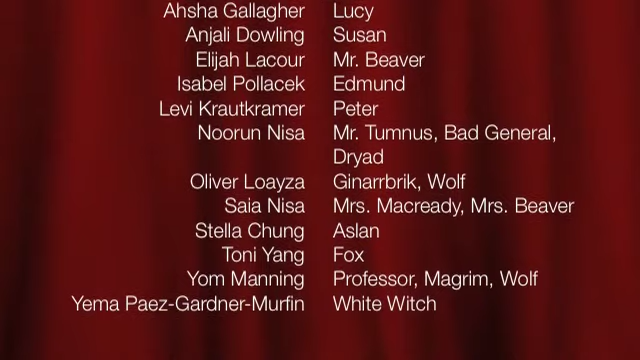 Ahsha Gallagher Lucy
Anjali Dowling Susan
Elijah Lacour Mr. Beaver
Isabel Pollacek Edmund
Levi Krautkramer Peter
Noorun Nisa Mr. Tumnus, Bad General,
Dryad
Oliver Loayza Ginarrbrik, Wolf
Saia Nisa Mrs. Macready, Mrs. Beaver
Stella Chung Aslan
Toni Yang Fox
Yom Manning Professor, Magrim, Wolf
Yema Paez-Gardner-Murfin White Witch